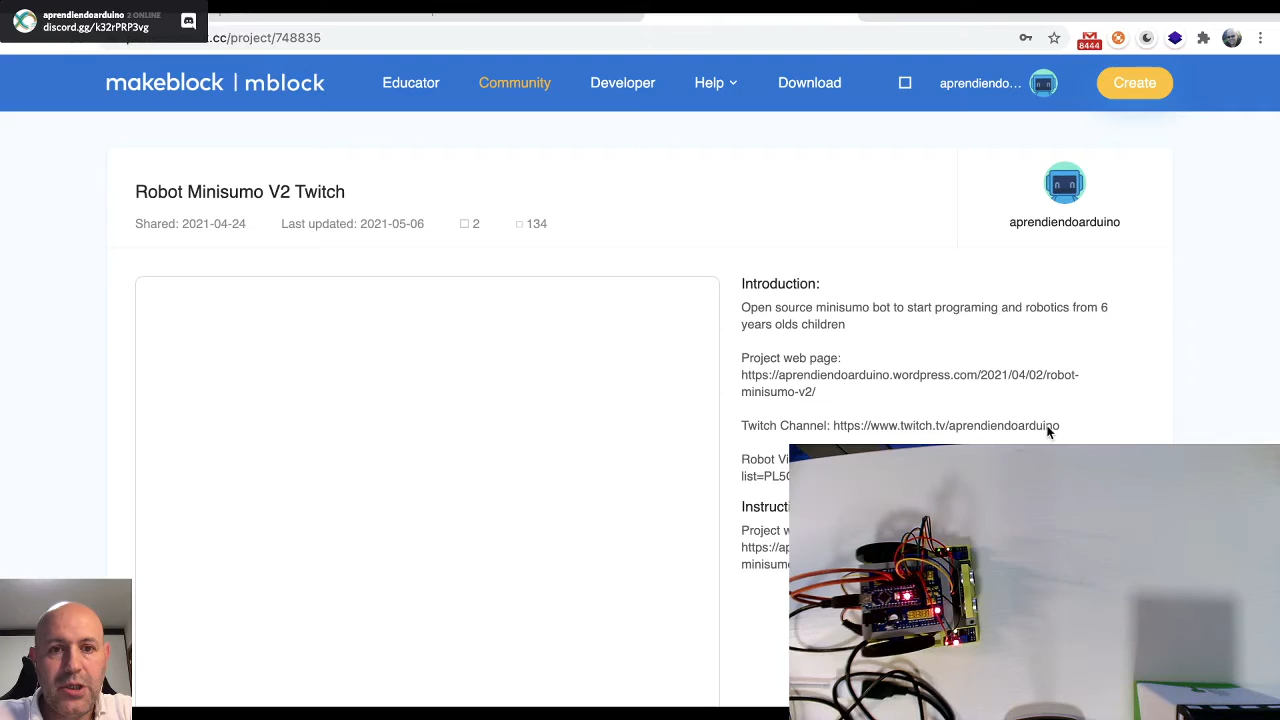 aprendiendoarduino 2 ONLINE
discord.gg/k32rPRP3vg
.cc/project/748835
8444
makeblock | mblock
Educator
Community
Developer
Help
Download
aprendiendo...
Create
Robot Minisumo V2 Twitch
Shared: 2021-04-24
Last updated: 2021-05-06
2
134
aprendiendoarduino
Introduction:
Open source minisumo bot to start programing and robotics from 6
years olds children
Project web page:
https://aprendiendoarduino.wordpress.com/2021/04/02/robot-
minisumo-v2/
Twitch Channel: https://www.twitch.tv/aprendiendoarduino
Robot Vi
list=PL5
Instructi
Project w
https://ap
minisumo